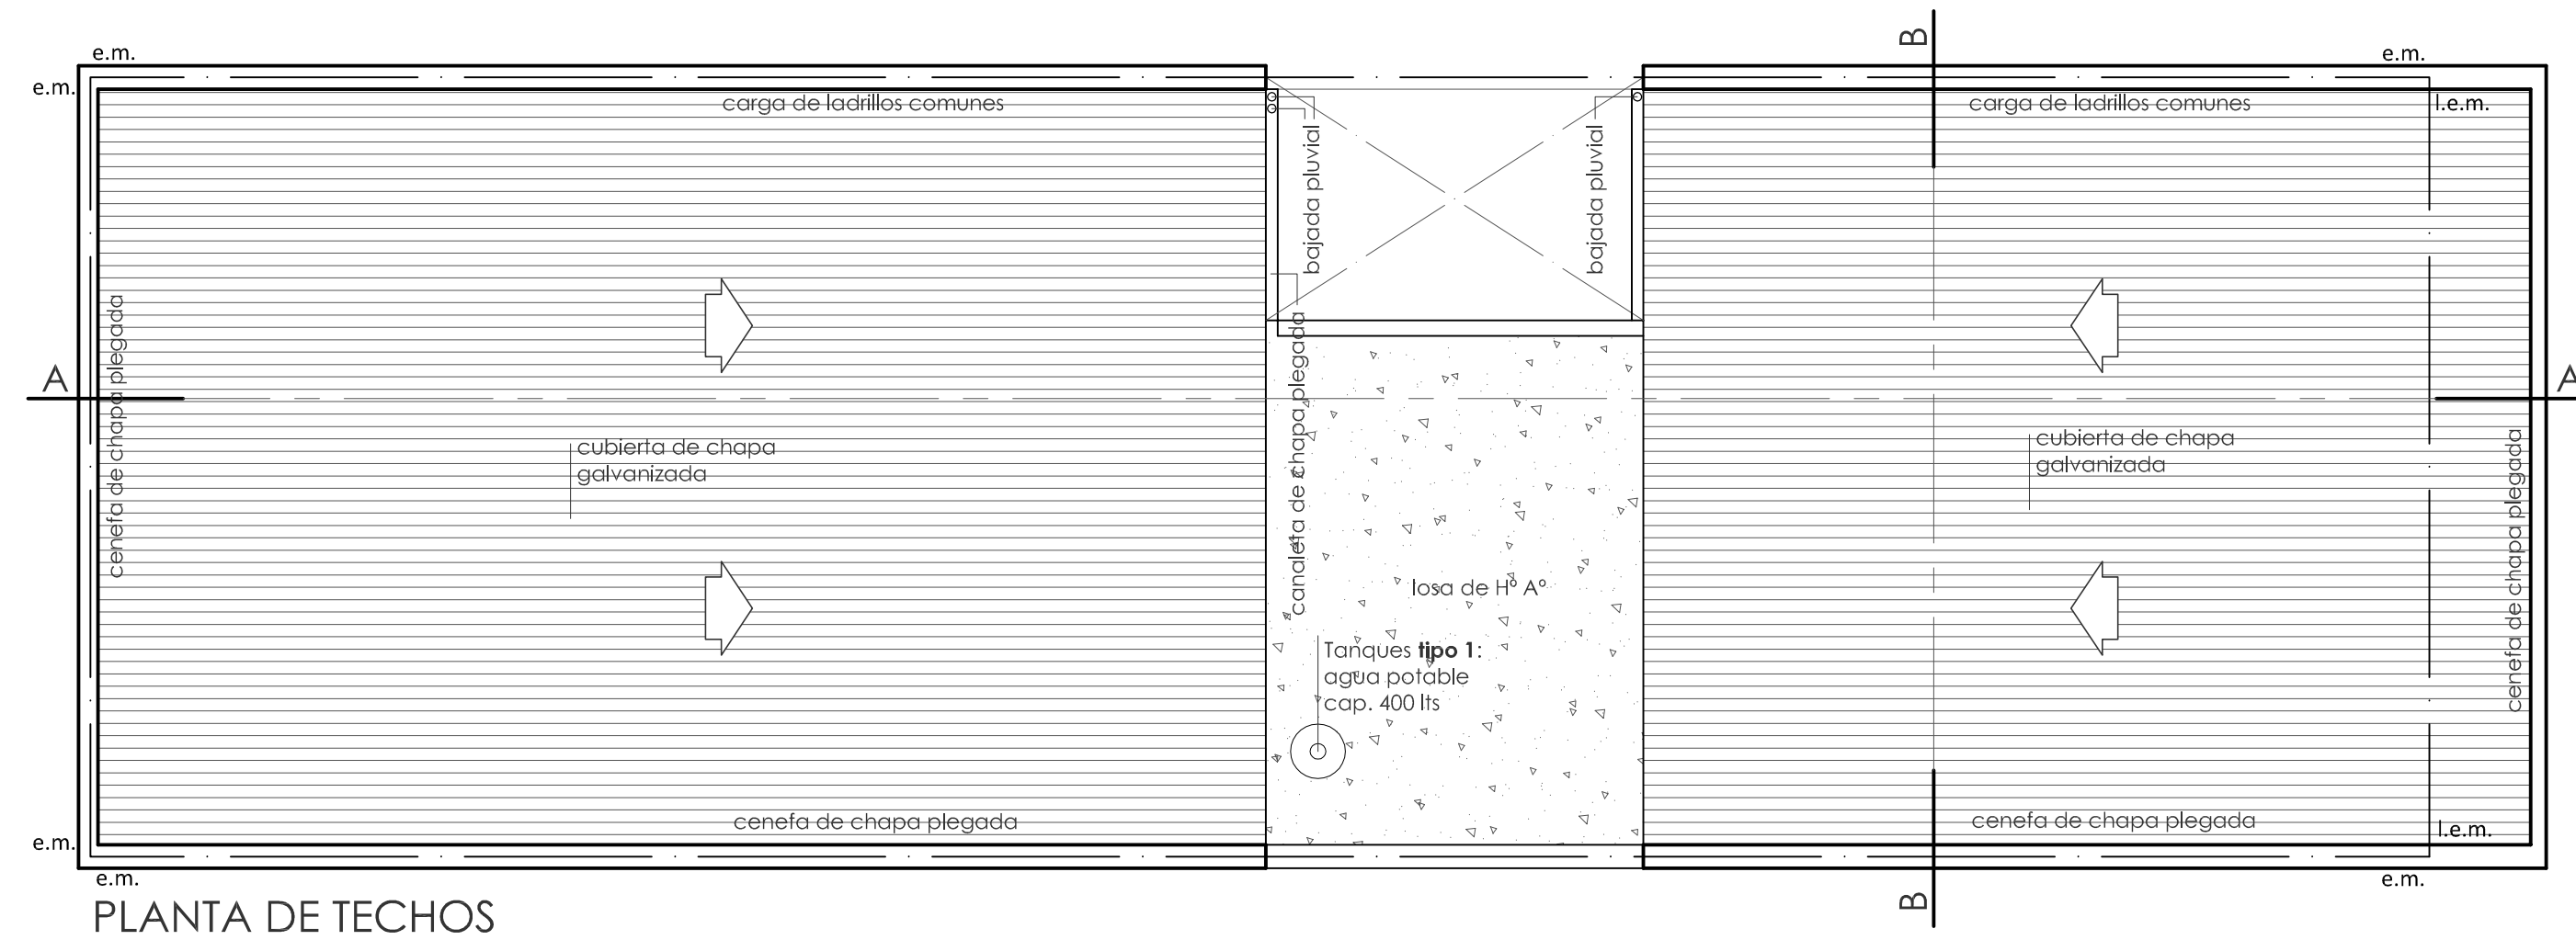 B
e.m.
e.m.
e.m.
carga de ladrillos comunes
carga de ladrillos comunes
l.e.m.
bajada pluvial
bajada pluvial
cenefa de chapa plegada
canaleta de chapa plegada
A
A
cubierta de chapa
galvanizada
cubierta de chapa
galvanizada
cenefa de chapa plegada
losa de Hº Aº
Tanques tipo 1:
agua potable
cap. 400 lts
cenefa de chapa plegada
cenefa de chapa plegada
l.e.m.
e.m.
e.m.
e.m.
B
PLANTA DE TECHOS